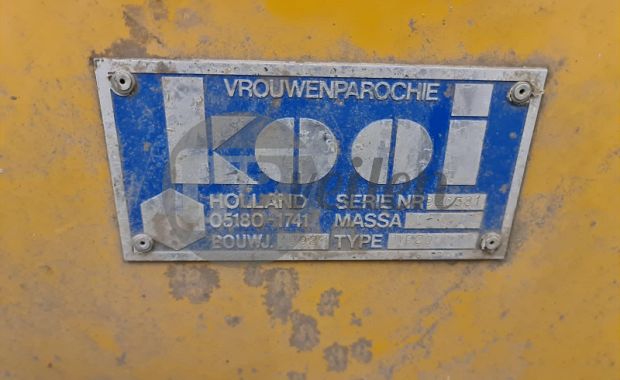 VROUWENPAROCHIE
kooi
HOLLAND SERIE NR
05180-1741 MASSA
BOUWJ. TYPE